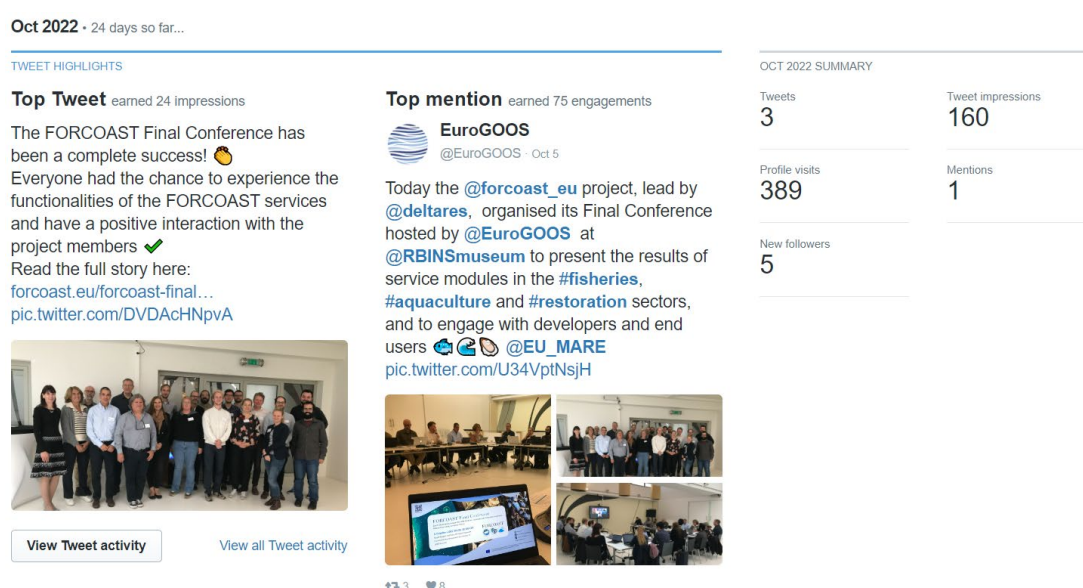 Oct 2022 • 24 days so far...
TWEET HIGHLIGHTS
Top Tweet earned 24 impressions
The FORCOAST Final Conference has
been a complete success! 👏
Everyone had the chance to experience the
functionalities of the FORCOAST services
and have a positive interaction with the
project members ✔
Read the full story here:
forcoast.eu/forcoast-final…
pic.twitter.com/DVDAcHNpvA
View Tweet activity
View all Tweet activity
Top mention earned 75 engagements
EuroGOOS
@EuroGOOS · Oct 5
Today the @forcoast_eu project, lead by
@deltares, organised its Final Conference
hosted by @EuroGOOS at
@RBINSmuseum to present the results of
service modules in the #fisheries,
#aquaculture and #restoration sectors,
and to engage with developers and end
users 🐟🌊🦪 @EU_MARE
pic.twitter.com/U34VptNsjH
3 8
OCT 2022 SUMMARY
Tweets
3
Tweet impressions
160
Profile visits
389
Mentions
1
New followers
5